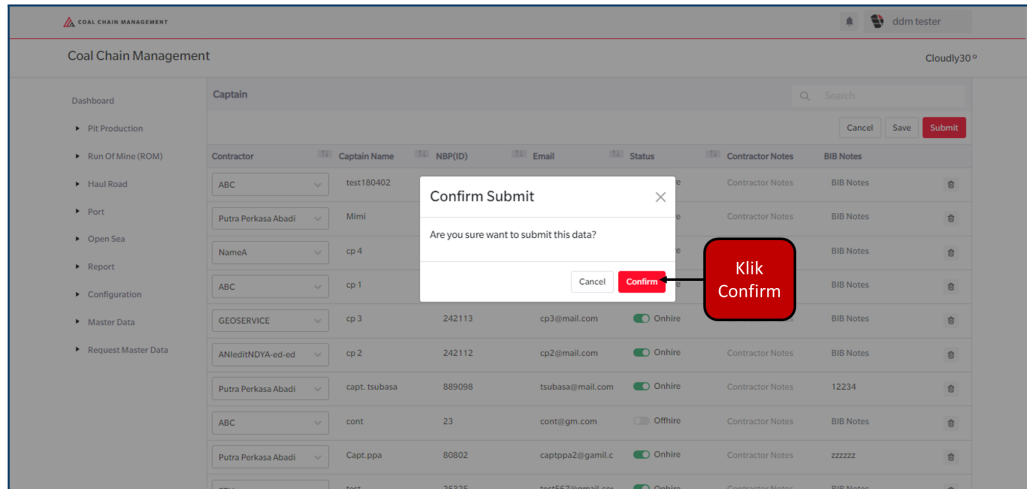 COAL CHAIN MANAGEMENT
ddm tester
Coal Chain Management
Cloudly30°
Dashboard
Pit Production
Run Of Mine (ROM)
Haul Road
Port
Open Sea
Report
Configuration
Master Data
Request Master Data
Captain
Search
Cancel Save Submit
Contractor Captain Name NBP(ID) Email Status Contractor Notes BIB Notes
ABC test180402 Contractor Notes BIB Notes
Putra Perkasa Abadi Mimi Contractor Notes BIB Notes
NameA cp 4 Contractor Notes BIB Notes
ABC cp 1 BIB Notes
GEOSERVICE cp 3 242113 cp3@mail.com Onhire BIB Notes
ANIeditNDYA-ed-ed cp 2 242112 cp2@mail.com Onhire Contractor Notes BIB Notes
Putra Perkasa Abadi capt. tsubasa 889098 tsubasa@mail.com Onhire Contractor Notes 12234
ABC cont 23 cont@gm.com Offhire Contractor Notes BIB Notes
Putra Perkasa Abadi Capt.ppa 80802 captppa2@gamil.c Onhire Contractor Notes zzzzzz
Confirm Submit
Are you sure want to submit this data?
Cancel Confirm
Klik
Confirm